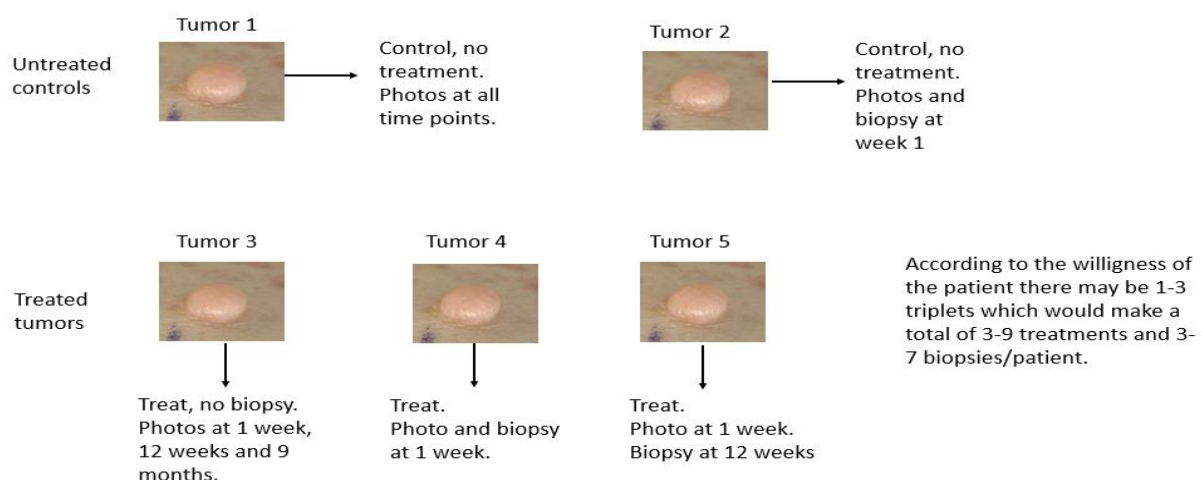 Tumor 1
Tumor 2
Untreated
controls
Control, no
treatment.
Photos at all
time points.
Control, no
treatment.
Photos and
biopsy at
week 1
Tumor 3
Tumor 4
Tumor 5
Treated
tumors
According to the willigness of
the patient there may be 1-3
triplets which would make a
total of 3-9 treatments and 3-
7 biopsies/patient.
Treat, no biopsy.
Photos at 1 week,
12 weeks and 9
months.
Treat.
Photo and biopsy
at 1 week.
Treat.
Photo at 1 week.
Biopsy at 12 weeks